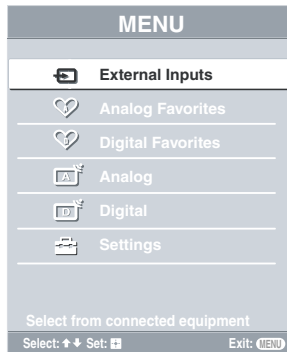 MENU
External Inputs
Analog Favorites
Digital Favorites
A Analog
D Digital
Settings
Select from connected equipment
Select: Set: Exit: MENU